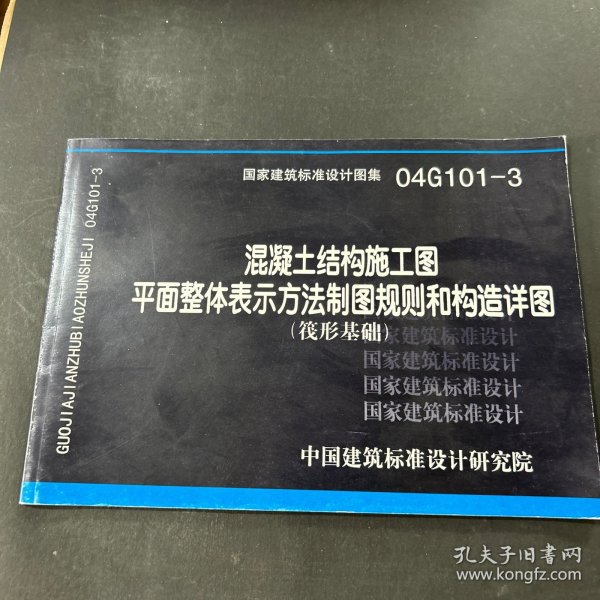 国家建筑标准设计图集 04G101-3
混凝土结构施工图
平面整体表示方法制图规则和构造详图
(筏形基础)
国家建筑标准设计
国家建筑标准设计
国家建筑标准设计
国家建筑标准设计
中国建筑标准设计研究院
GUOJIAJIANZHUBIAOZHUNSHEJI 04G101-3
孔夫子旧书网
www.kongfz.com